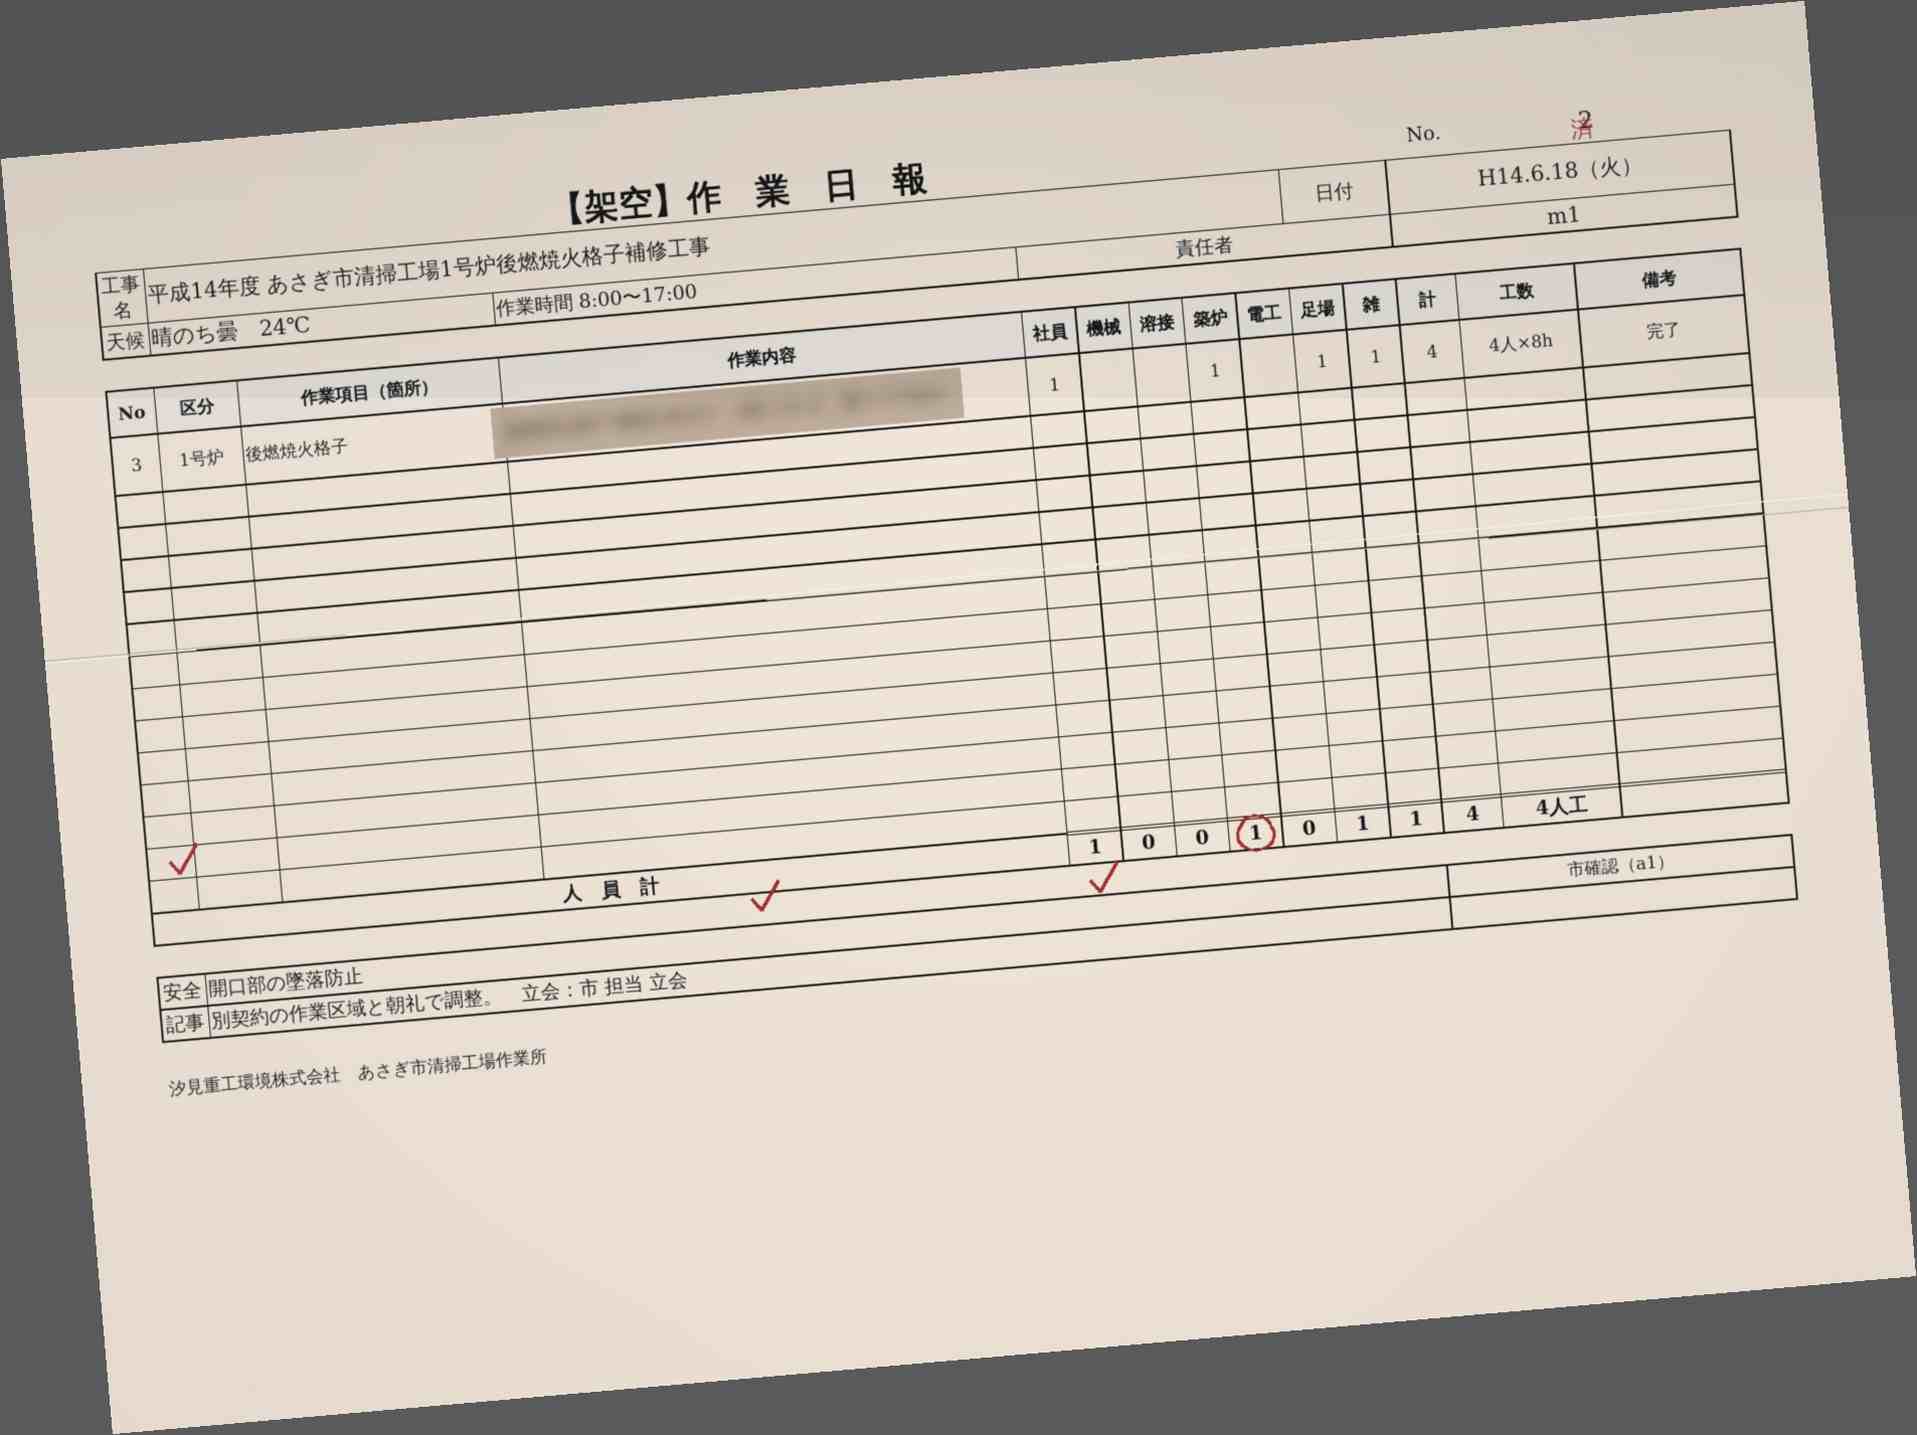 No. 2
済
【架空】作 業 日 報
工事名 平成14年度 あさぎ市清掃工場1号炉後燃焼火格子補修工事 日付 H14.6.18（火）
天候 晴のち曇 24℃ 作業時間 8:00〜17:00 責任者 m1
No 区分 作業項目（箇所） 作業内容 社員 機械 溶接 築炉 電工 足場 雑 計 工数 備考
3 1号炉 後燃焼火格子 1 1 1 1 4 4人×8h 完了
人 員 計 1 0 0 1 0 1 1 4 4人工
安全 開口部の墜落防止 市確認（a1）
記事 別契約の作業区域と朝礼で調整。 立会：市 担当 立会
汐見重工環境株式会社 あさぎ市清掃工場作業所